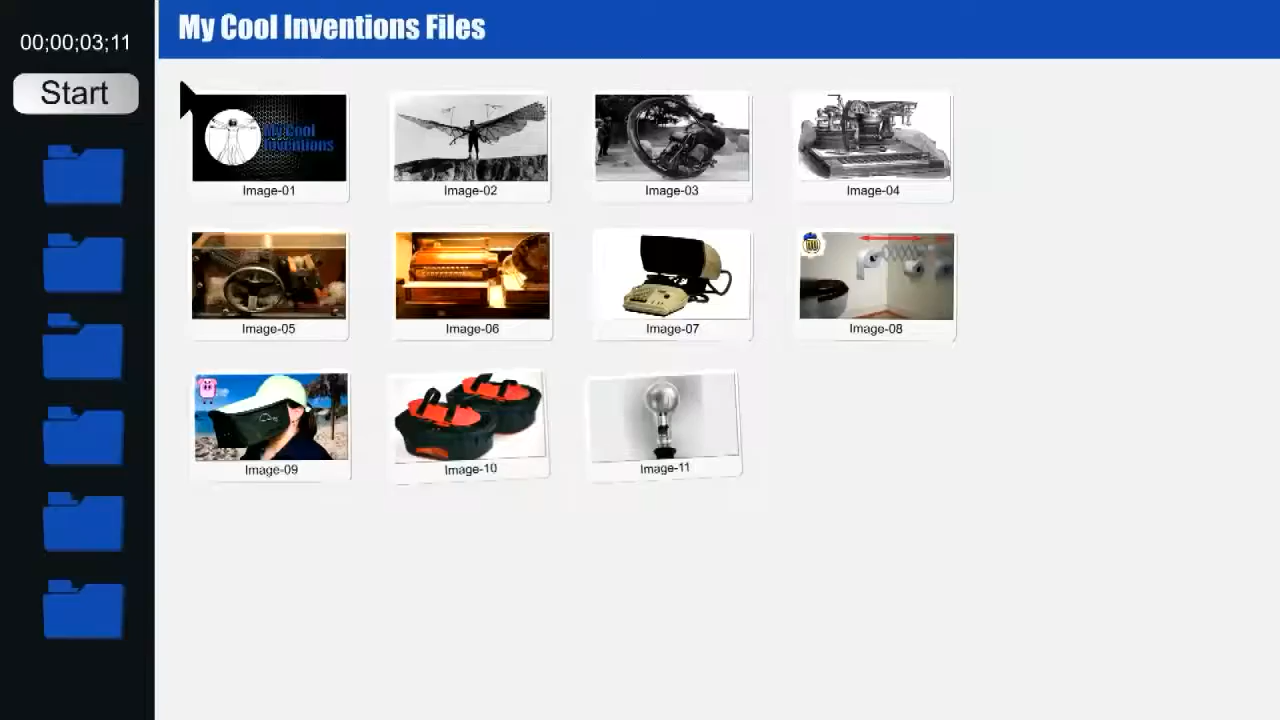 My Cool Inventions Files
00;00;03;11
Start
My Cool
Inventions
Image-01
Image-02
Image-03
Image-04
Image-05
Image-06
Image-07
Image-08
Image-09
Image-10
Image-11